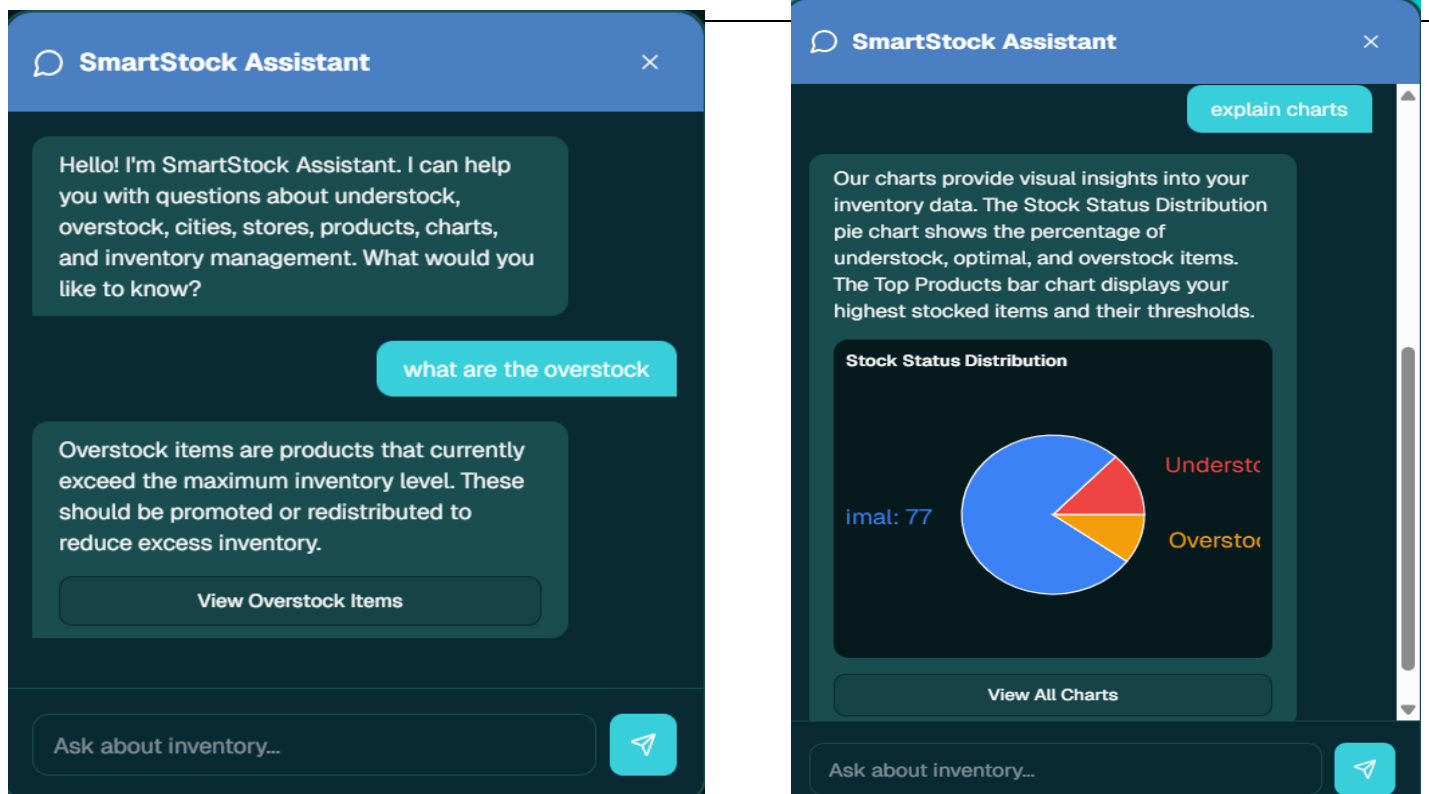 SmartStock Assistant
Hello! I'm SmartStock Assistant. I can help
you with questions about understock,
overstock, cities, stores, products, charts,
and inventory management. What would you
like to know?
what are the overstock
Overstock items are products that currently
exceed the maximum inventory level. These
should be promoted or redistributed to
reduce excess inventory.
View Overstock Items
Ask about inventory...
SmartStock Assistant
explain charts
Our charts provide visual insights into your
inventory data. The Stock Status Distribution
pie chart shows the percentage of
understock, optimal, and overstock items.
The Top Products bar chart displays your
highest stocked items and their thresholds.
Stock Status Distribution
Understo
imal: 77
Overstoo
View All Charts
Ask about inventory...